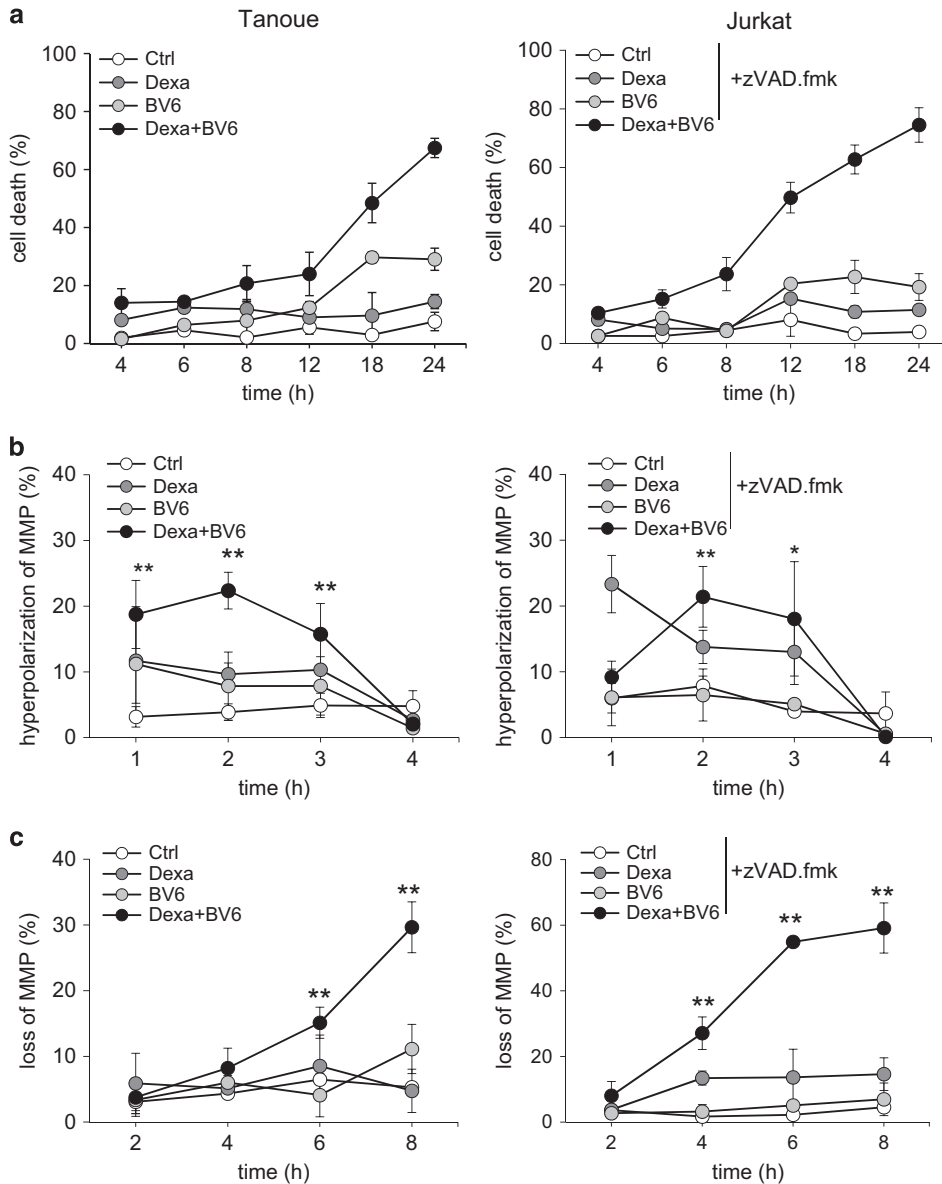 a
Tanoue
Jurkat
100
80
60
40
20
0
cell death (%)
Ctrl
Dexa
BV6
Dexa+BV6
4 6 8 12 18 24
time (h)
100
80
60
40
20
0
cell death (%)
Ctrl
Dexa
BV6
Dexa+BV6
+zVAD.fmk
4 6 8 12 18 24
time (h)
b
40
30
20
10
0
hyperpolarization of MMP (%)
Ctrl
Dexa
BV6
Dexa+BV6
** ** **
1 2 3 4
time (h)
40
30
20
10
0
hyperpolarization of MMP (%)
Ctrl
Dexa
BV6
Dexa+BV6
+zVAD.fmk
** *
1 2 3 4
time (h)
c
40
30
20
10
0
loss of MMP (%)
Ctrl
Dexa
BV6
Dexa+BV6
** **
2 4 6 8
time (h)
80
60
40
20
0
loss of MMP (%)
Ctrl
Dexa
BV6
Dexa+BV6
+zVAD.fmk
** ** **
2 4 6 8
time (h)